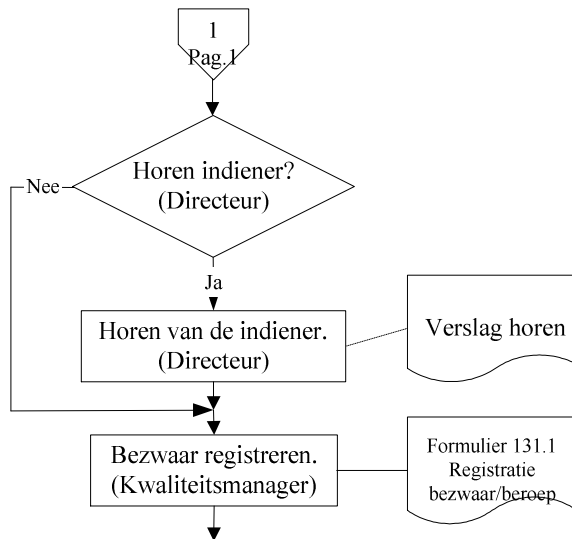 1
Pag.1
Horen indiener?
(Directeur)
Nee
Ja
Horen van de indiener.
(Directeur)
Verslag horen
Bezwaar registreren.
(Kwaliteitsmanager)
Formulier 131.1
Registratie
bezwaar/beroep